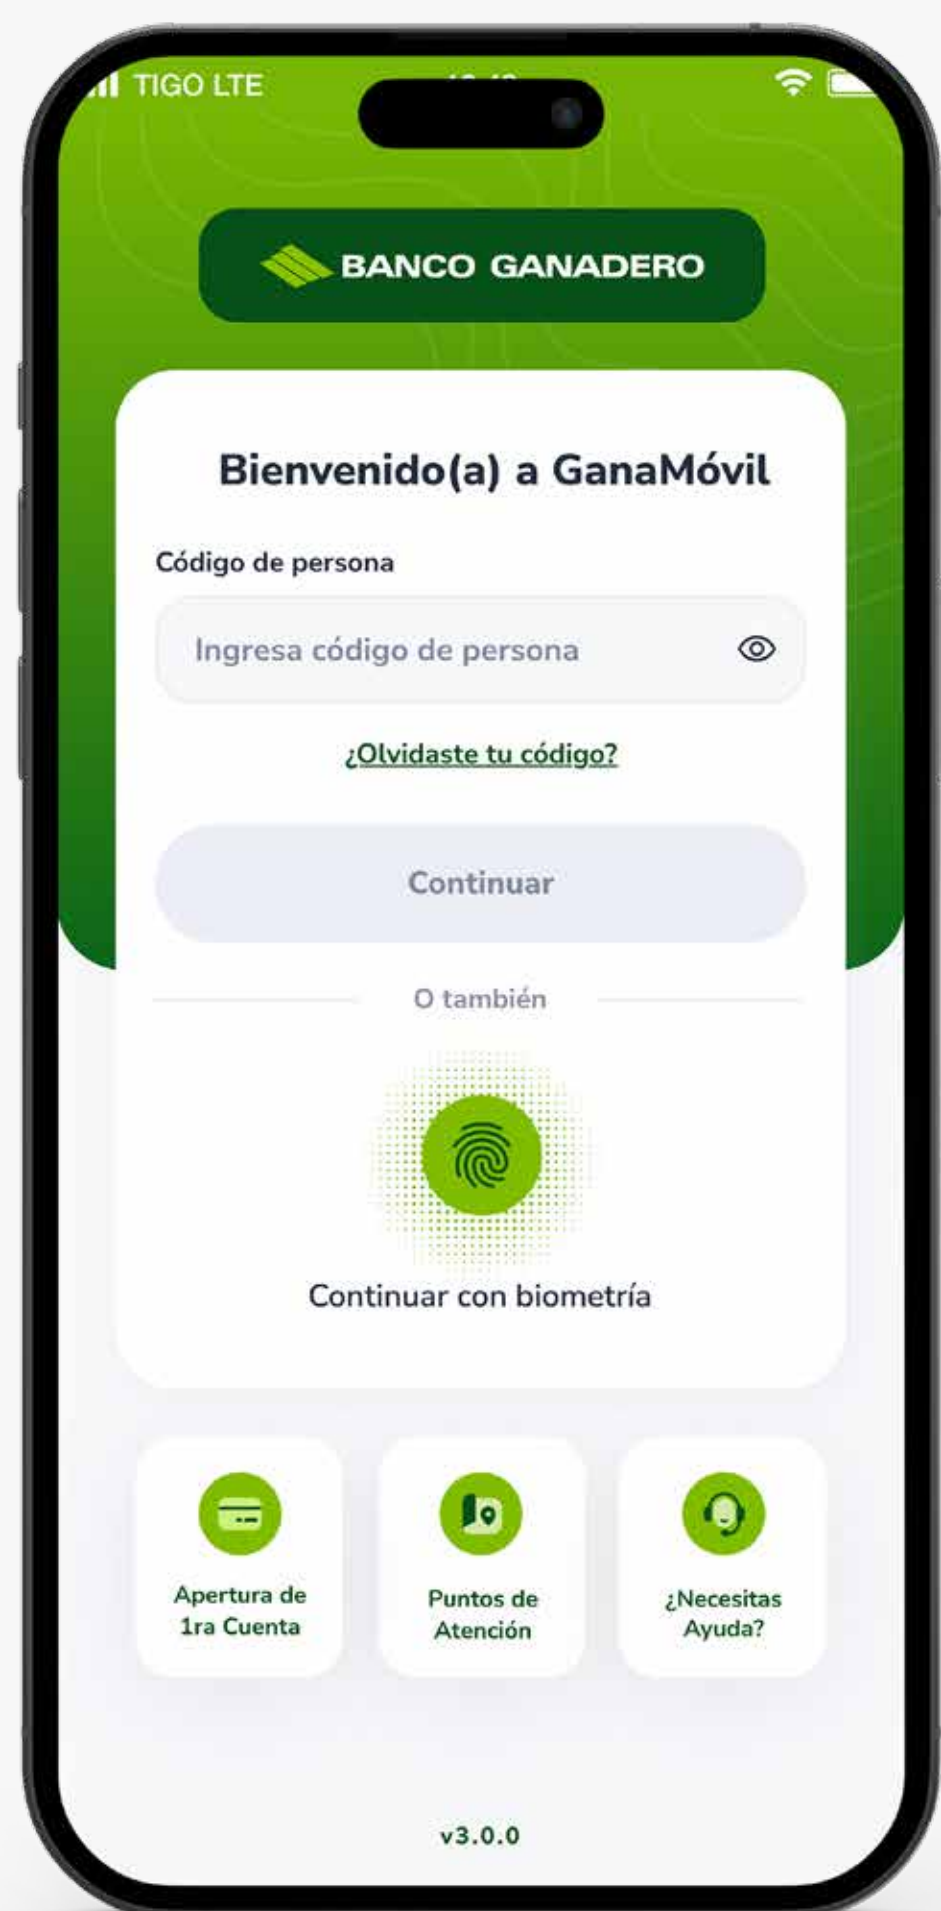 TIGO LTE
BANCO GANADERO
Bienvenido(a) a GanaMóvil
Código de persona
Ingresa código de persona
¿Olvidaste tu código?
Continuar
O también
Continuar con biometría
Apertura de
1ra Cuenta
Puntos de
Atención
¿Necesitas
Ayuda?
v3.0.0